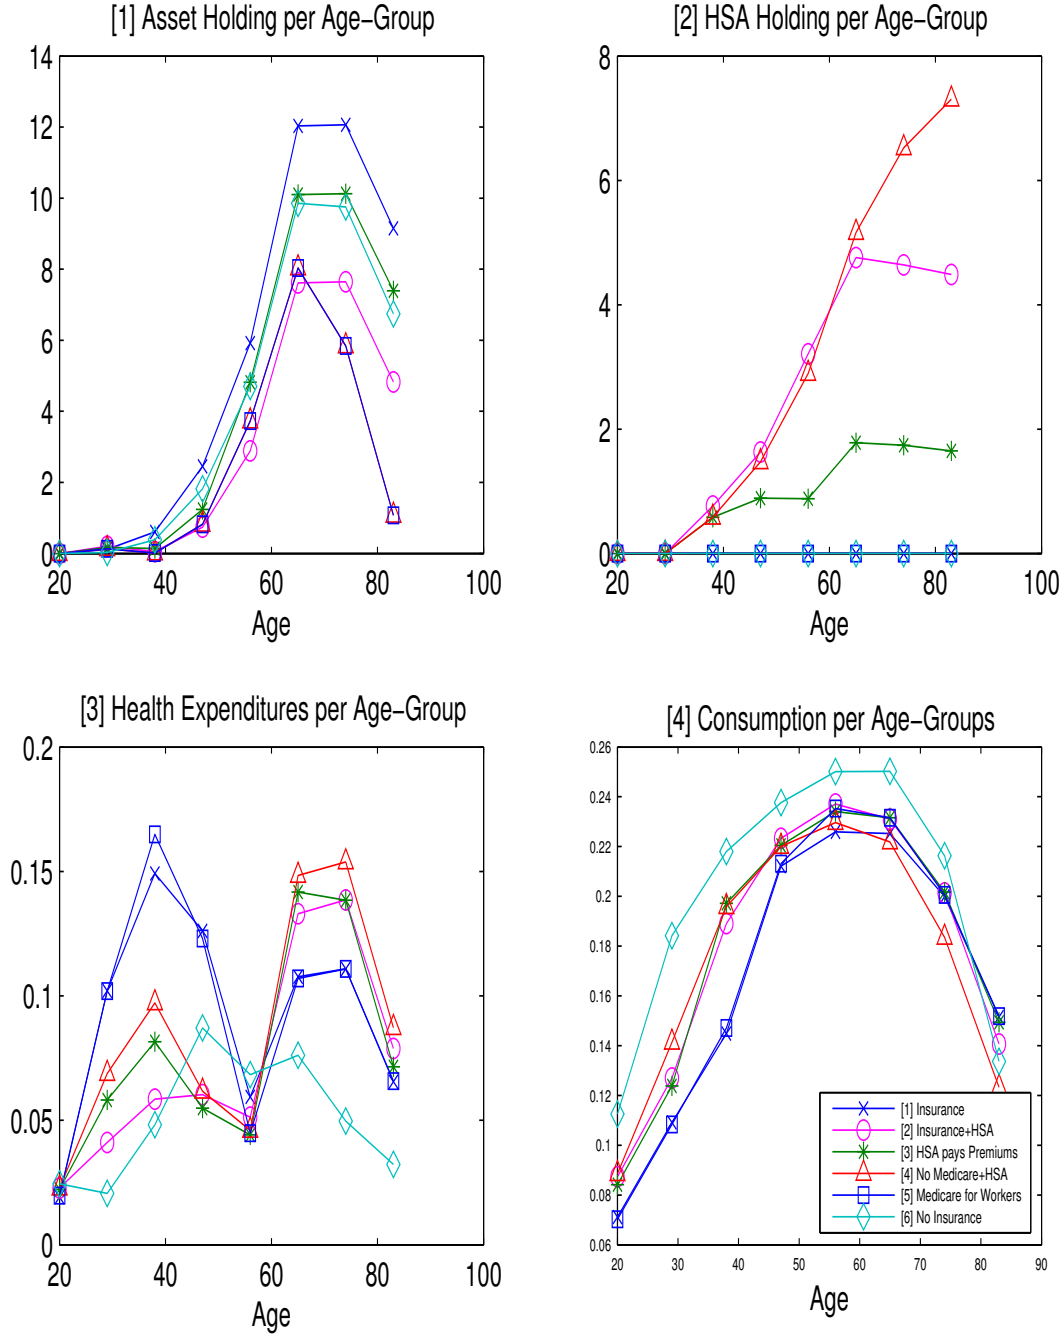 [1] Asset Holding per Age−Group
14
12
10
8
6
4
2
0
20 40 60 80 100
Age
[2] HSA Holding per Age−Group
8
6
4
2
0
20 40 60 80 100
Age
[3] Health Expenditures per Age−Group
0.2
0.15
0.1
0.05
0
20 40 60 80 100
Age
[4] Consumption per Age−Groups
0.26
0.24
0.22
0.2
0.18
0.16
0.14
0.12
0.1
0.08
0.06
20 30 40 50 60 70 80 90
Age
[1] Insurance
[2] Insurance+HSA
[3] HSA pays Premiums
[4] No Medicare+HSA
[5] Medicare for Workers
[6] No Insurance